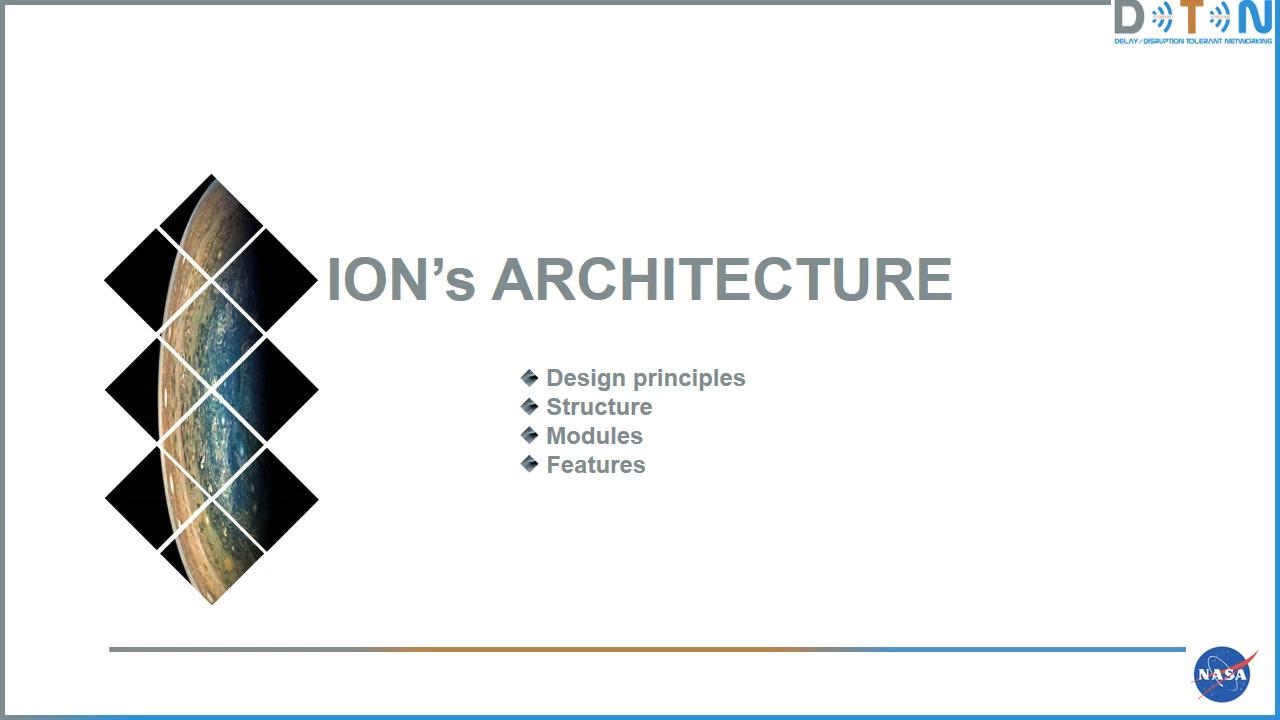 DTN
DELAY/DISRUPTION TOLERANT NETWORKING
ION’s ARCHITECTURE
Design principles
Structure
Modules
Features
NASA